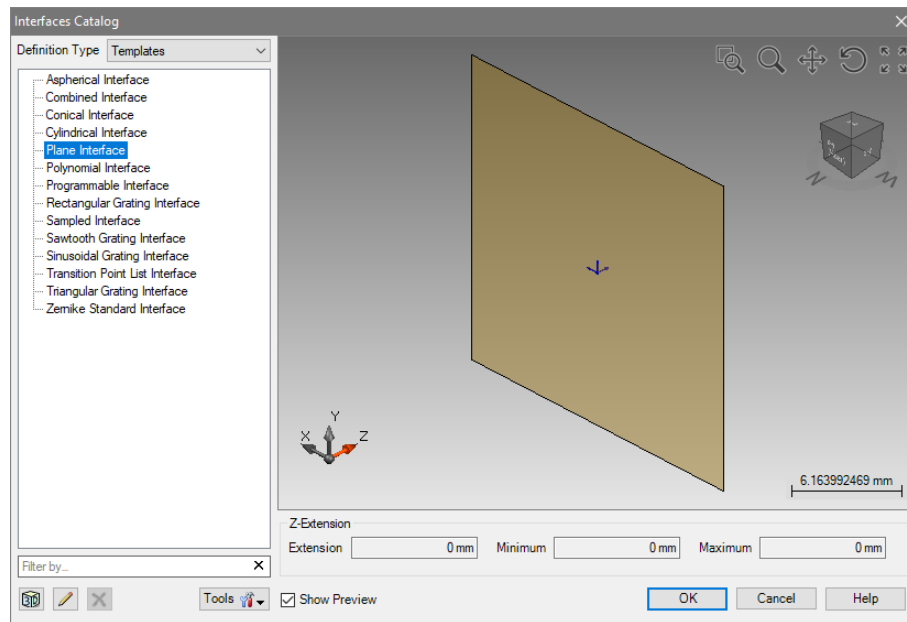 Interfaces Catalog
Definition Type Templates
Aspherical Interface
Combined Interface
Conical Interface
Cylindrical Interface
Plane Interface
Polynomial Interface
Programmable Interface
Rectangular Grating Interface
Sampled Interface
Sawtooth Grating Interface
Sinusoidal Grating Interface
Transition Point List Interface
Triangular Grating Interface
Zernike Standard Interface
Y
X
Z
6.163992469 mm
Z-Extension
Extension 0 mm Minimum 0 mm Maximum 0 mm
Filter by...
3D
Tools
Show Preview
OK Cancel Help